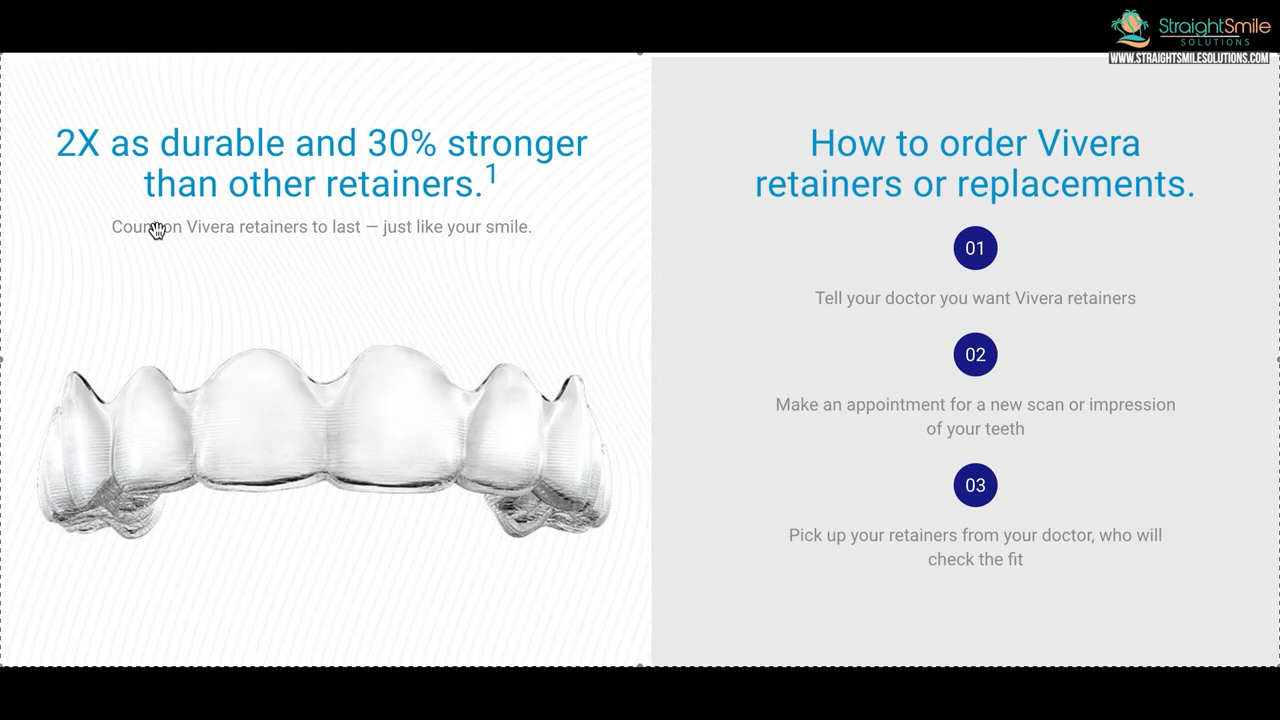 StraightSmile
SOLUTIONS
WWW.STRAIGHTSMILESOLUTIONS.COM
2X as durable and 30% stronger
than other retainers.1
on Vivera retainers to last — just like your smile.
How to order Vivera
retainers or replacements.
01
Tell your doctor you want Vivera retainers
02
Make an appointment for a new scan or impression
of your teeth
03
Pick up your retainers from your doctor, who will
check the fit